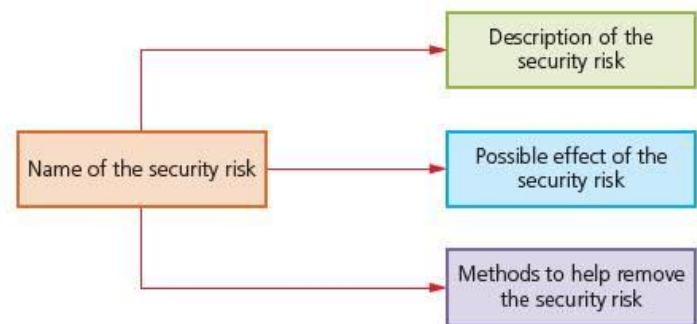 Description of the
security risk
Name of the security risk
Possible effect of the
security risk
Methods to help remove
the security risk